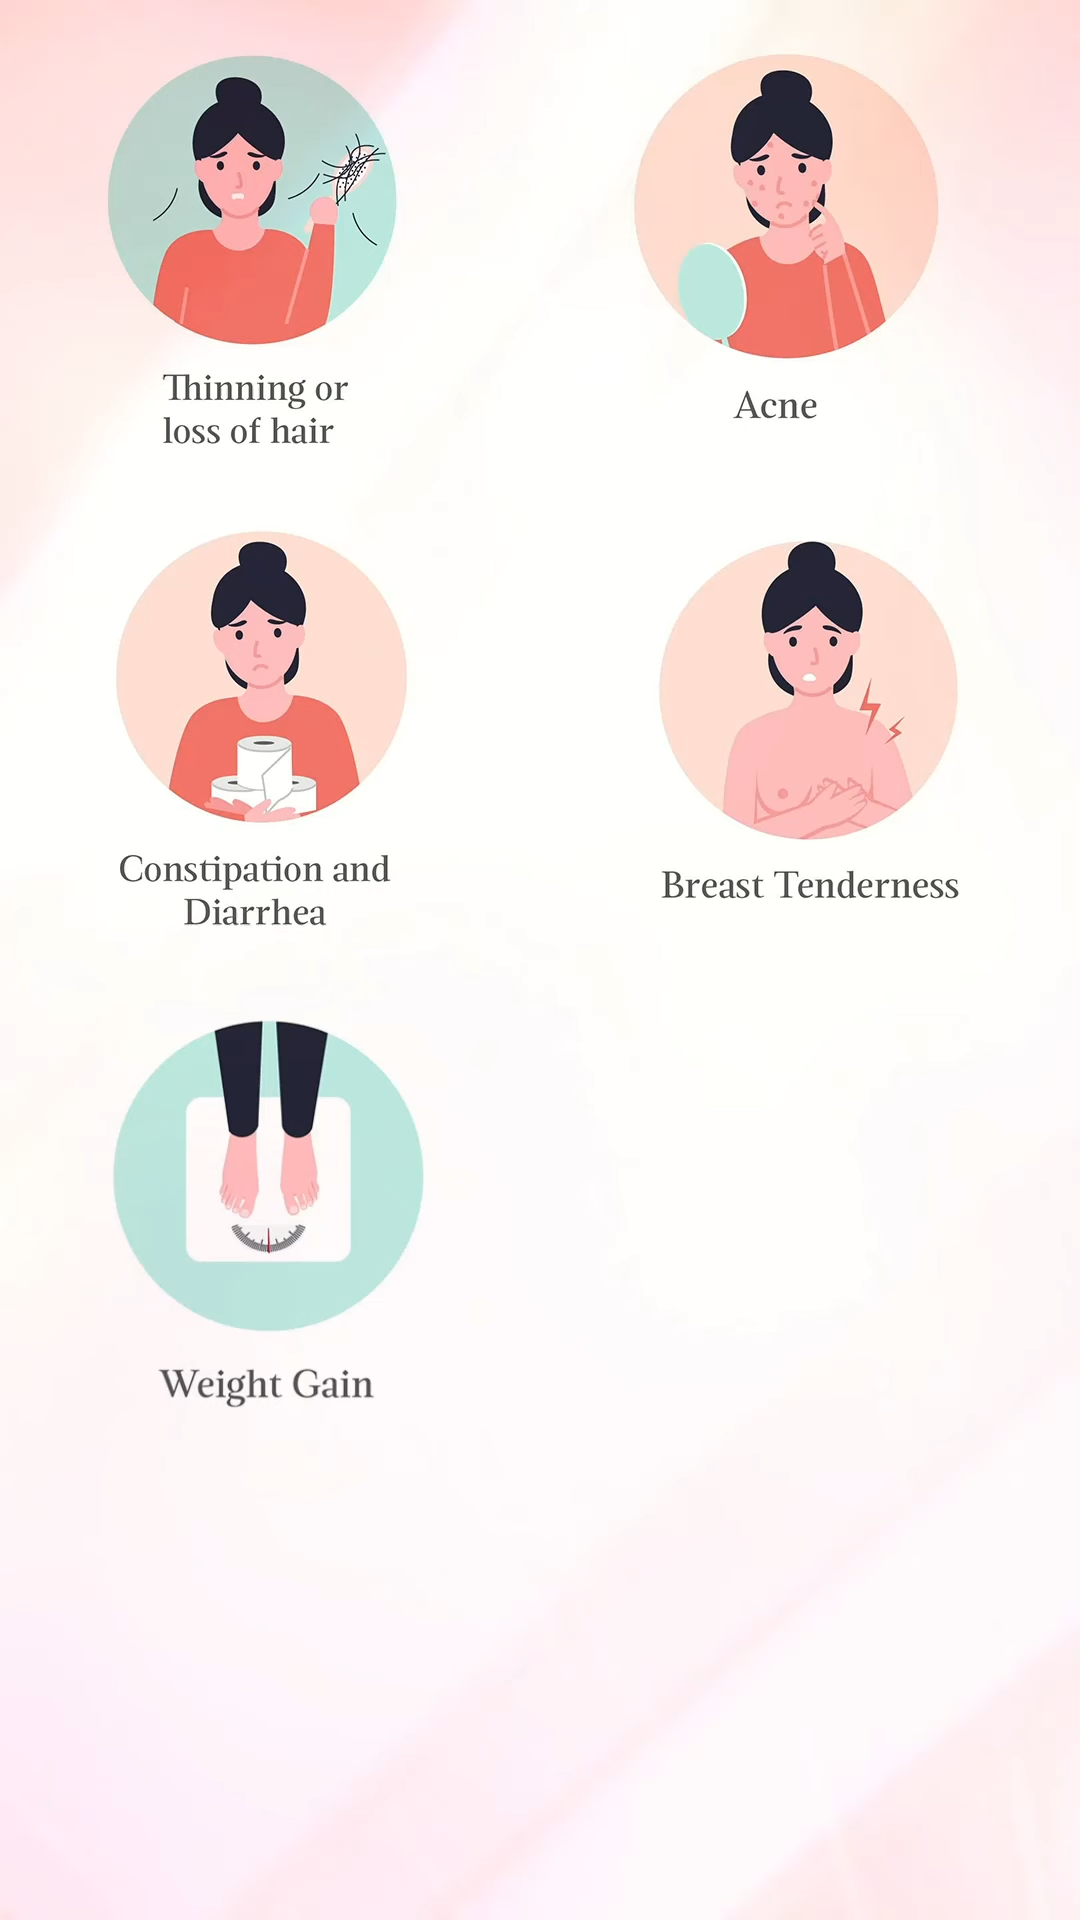 Thinning or
loss of hair
Acne
Constipation and
Diarrhea
Breast Tenderness
Weight Gain